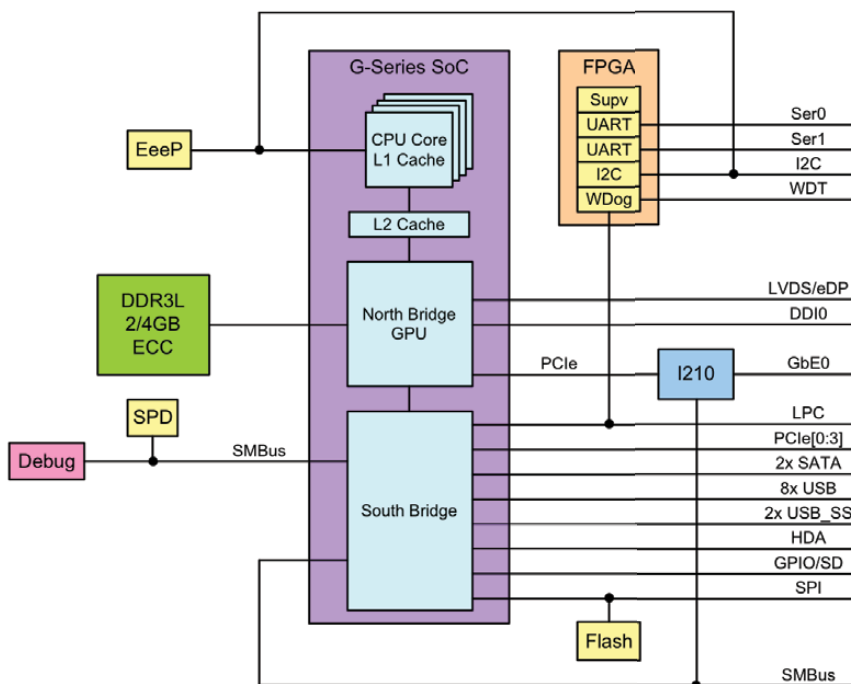 G-Series SoC
FPGA
Supv
UART
Ser0
UART
Ser1
I2C
I2C
WDog
WDT
EeeP
CPU Core
L1 Cache
L2 Cache
DDR3L
2/4GB
ECC
North Bridge
GPU
LVDS/eDP
DDI0
PCIe
I210
GbE0
SPD
Debug
SMBus
South Bridge
LPC
PCIe[0:3]
2x SATA
8x USB
2x USB_SS
HDA
GPIO/SD
SPI
Flash
SMBus